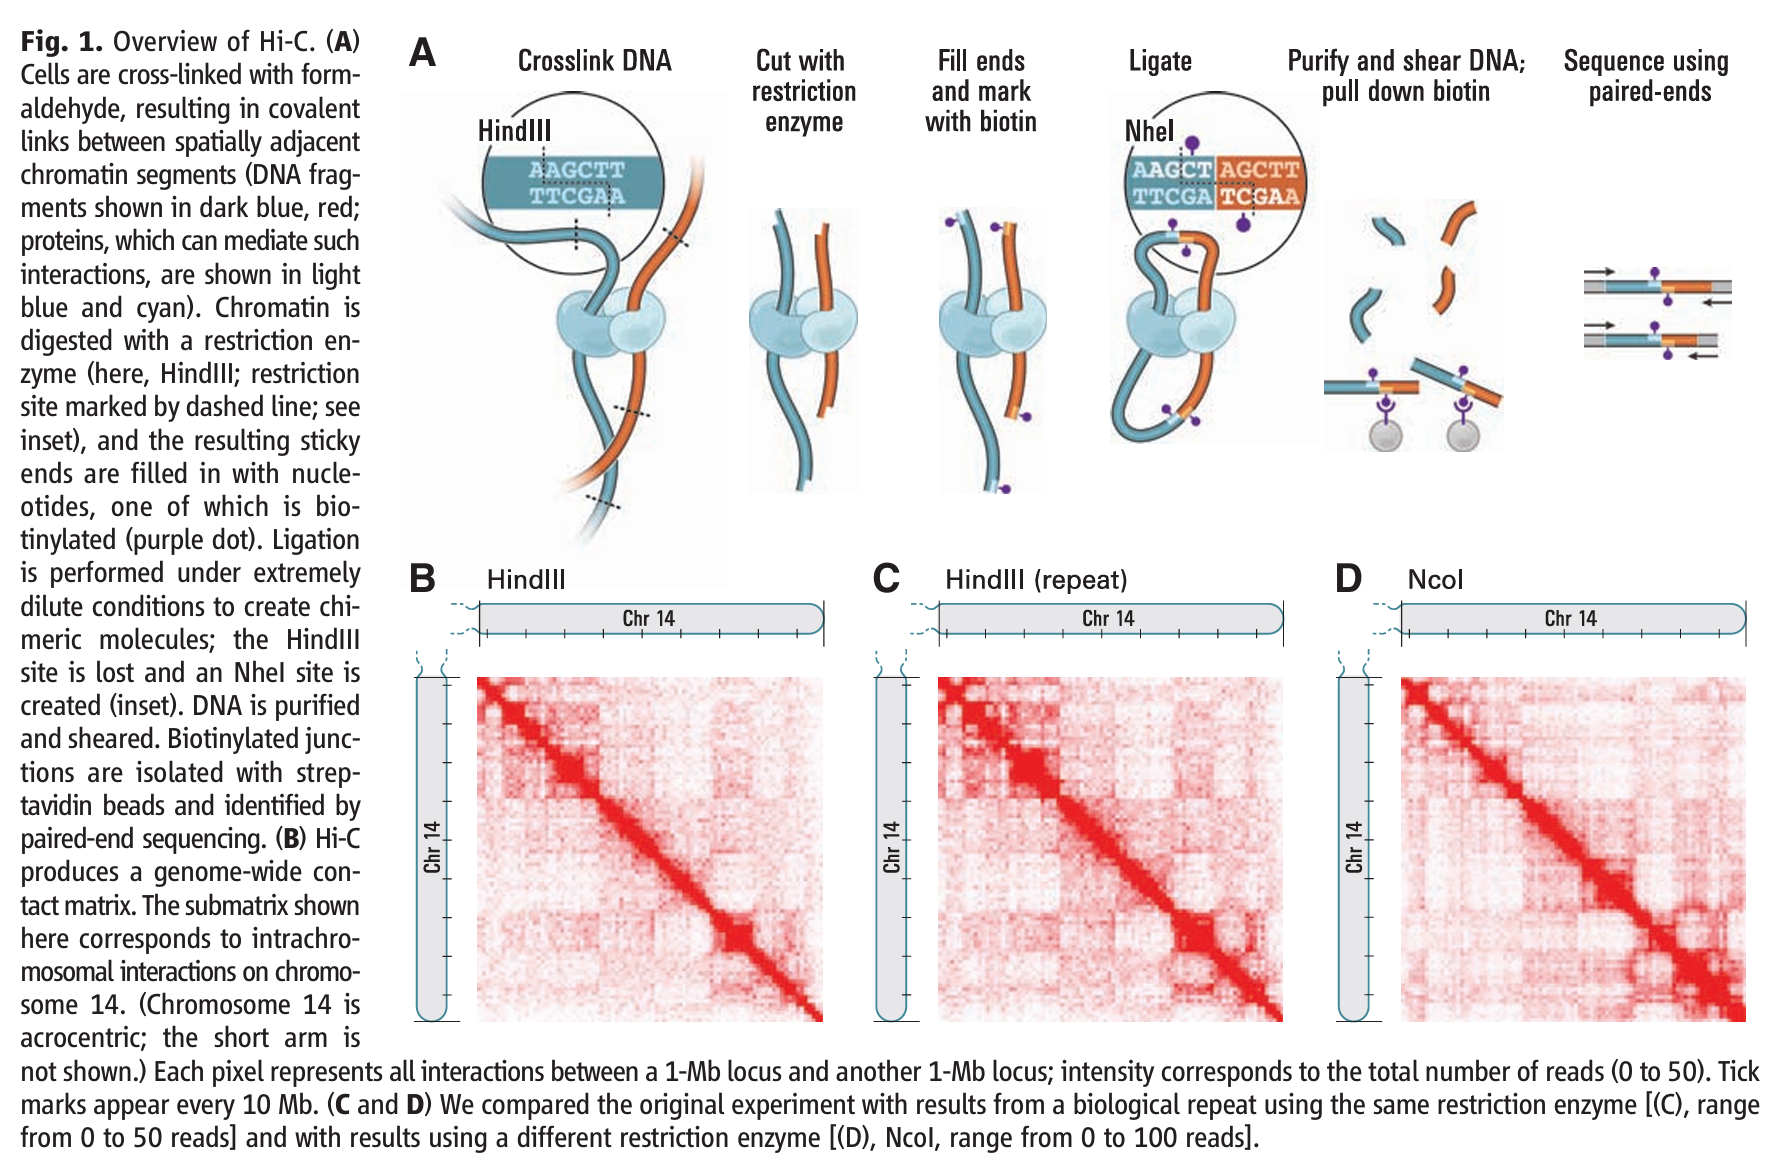 Fig. 1. Overview of Hi-C. (A)
Cells are cross-linked with form-
aldehyde, resulting in covalent
links between spatially adjacent
chromatin segments (DNA frag-
ments shown in dark blue, red;
proteins, which can mediate such
interactions, are shown in light
blue and cyan). Chromatin is
digested with a restriction en-
zyme (here, HindIII; restriction
site marked by dashed line; see
inset), and the resulting sticky
ends are filled in with nucle-
otides, one of which is bio-
tinylated (purple dot). Ligation
is performed under extremely
dilute conditions to create chi-
meric molecules; the HindIII
site is lost and an NheI site is
created (inset). DNA is purified
and sheared. Biotinylated junc-
tions are isolated with strep-
tavidin beads and identified by
paired-end sequencing. (B) Hi-C
produces a genome-wide con-
tact matrix. The submatrix shown
here corresponds to intrachro-
mosomal interactions on chromo-
some 14. (Chromosome 14 is
acrocentric; the short arm is
not shown.) Each pixel represents all interactions between a 1-Mb locus and another 1-Mb locus; intensity corresponds to the total number of reads (0 to 50). Tick
marks appear every 10 Mb. (C and D) We compared the original experiment with results from a biological repeat using the same restriction enzyme [(C), range
from 0 to 50 reads] and with results using a different restriction enzyme [(D), NcoI, range from 0 to 100 reads].
A
Crosslink DNA
HindIII
AAGCTT
TTCGAA
Cut with
restriction
enzyme
Fill ends
and mark
with biotin
Ligate
NheI
AAGCT AGCTT
TTCGA TCGAA
Purify and shear DNA;
pull down biotin
Sequence using
paired-ends
B HindIII
Chr 14
Chr 14
C HindIII (repeat)
Chr 14
Chr 14
D NcoI
Chr 14
Chr 14